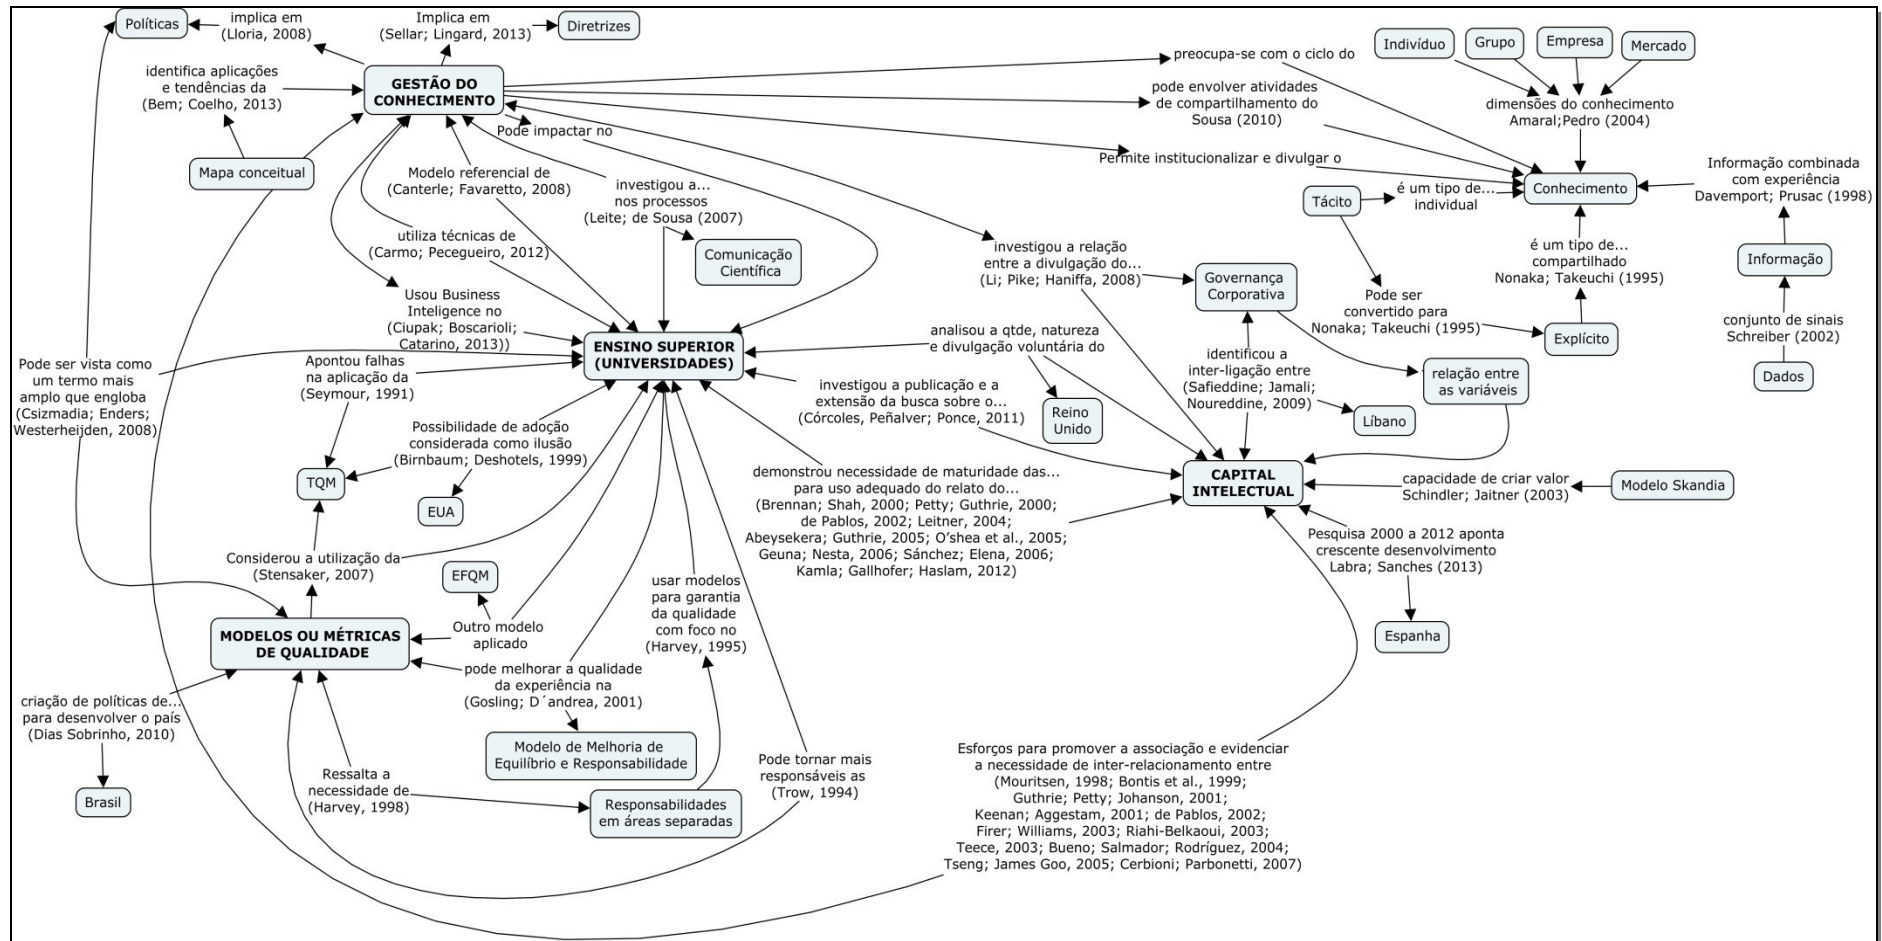 Políticas
implica em
(Lloria, 2008)
Implica em
(Sellar; Lingard, 2013)
Diretrizes
identifica aplicações
e tendências da
(Bem; Coelho, 2013)
GESTÃO DO
CONHECIMENTO
Mapa conceitual
Pode impactar no
preocupa-se com o ciclo do
pode envolver atividades
de compartilhamento do
Sousa (2010)
Permite institucionalizar e divulgar o
Indivíduo
Grupo
Empresa
Mercado
dimensões do conhecimento
Amaral;Pedro (2004)
Conhecimento
Informação combinada
com experiência
Davemport; Prusac (1998)
Tácito
é um tipo de...
individual
é um tipo de...
compartilhado
Nonaka; Takeuchi (1995)
Informação
Pode ser
convertido para
Nonaka; Takeuchi (1995)
Explícito
conjunto de sinais
Schreiber (2002)
Dados
Modelo referencial de
(Canterle; Favaretto, 2008)
investigou a...
nos processos
(Leite; de Sousa (2007)
Comunicação
Científica
utiliza técnicas de
(Carmo; Pecegueiro, 2012)
Usou Business
Inteligence no
(Ciupak; Boscarioli;
Catarino, 2013))
ENSINO SUPERIOR
(UNIVERSIDADES)
investigou a relação
entre a divulgação do...
(Li; Pike; Haniffa, 2008)
Governança
Corporativa
analisou a qtde, natureza
e divulgação voluntária do
identificou a
inter-ligação entre
(Safieddine; Jamali;
Noureddine, 2009)
relação entre
as variáveis
Líbano
Reino
Unido
investigou a publicação e a
extensão da busca sobre o...
(Córcoles, Peñalver; Ponce, 2011)
Pode ser vista como
um termo mais
amplo que engloba
(Csizmadia; Enders;
Westerheijden, 2008)
Apontou falhas
na aplicação da
(Seymour, 1991)
Possibilidade de adoção
considerada como ilusão
(Birnbaum; Deshotels, 1999)
TQM
EUA
demonstrou necessidade de maturidade das...
para uso adequado do relato do...
(Brennan; Shah, 2000; Petty; Guthrie, 2000;
de Pablos, 2002; Leitner, 2004;
Abeysekera; Guthrie, 2005; O'shea et al., 2005;
Geuna; Nesta, 2006; Sánchez; Elena, 2006;
Kamla; Gallhofer; Haslam, 2012)
CAPITAL
INTELECTUAL
capacidade de criar valor
Schindler; Jaitner (2003)
Modelo Skandia
Pesquisa 2000 a 2012 aponta
crescente desenvolvimento
Labra; Sanches (2013)
Espanha
Considerou a utilização da
(Stensaker, 2007)
EFQM
Outro modelo
aplicado
usar modelos
para garantia
da qualidade
com foco no
(Harvey, 1995)
MODELOS OU MÉTRICAS
DE QUALIDADE
pode melhorar a qualidade
da experiência na
(Gosling; D´andrea, 2001)
criação de políticas de...
para desenvolver o país
(Dias Sobrinho, 2010)
Brasil
Modelo de Melhoria de
Equilíbrio e Responsabilidade
Ressalta a
necessidade de
(Harvey, 1998)
Responsabilidades
em áreas separadas
Pode tornar mais
responsáveis as
(Trow, 1994)
Esforços para promover a associação e evidenciar
a necessidade de inter-relacionamento entre
(Mouritsen, 1998; Bontis et al., 1999;
Guthrie; Petty; Johanson, 2001;
Keenan; Aggestam, 2001; de Pablos, 2002;
Firer; Williams, 2003; Riahi-Belkaoui, 2003;
Teece, 2003; Bueno; Salmador; Rodríguez, 2004;
Tseng; James Goo, 2005; Cerbioni; Parbonetti, 2007)